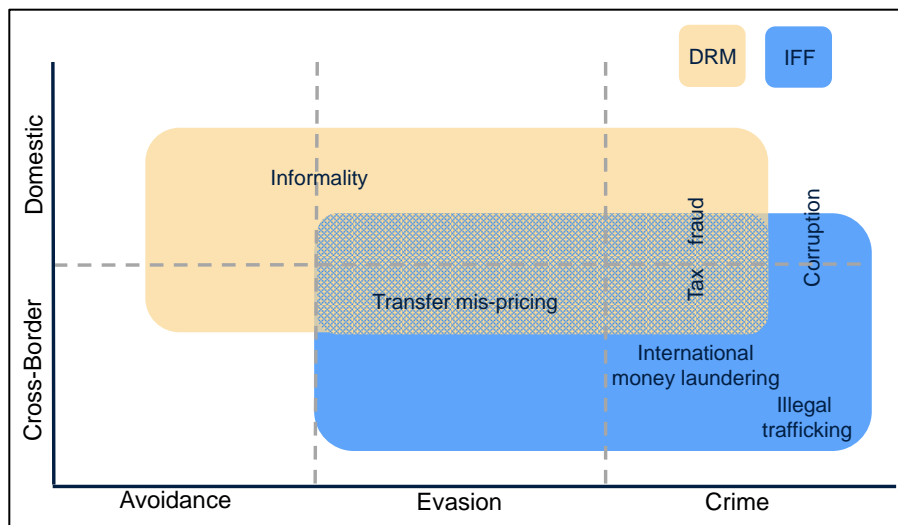 DRM
IFF
Domestic
Informality
Corruption
Tax fraud
Transfer mis-pricing
Cross-Border
International
money laundering
Illegal
trafficking
Avoidance
Evasion
Crime